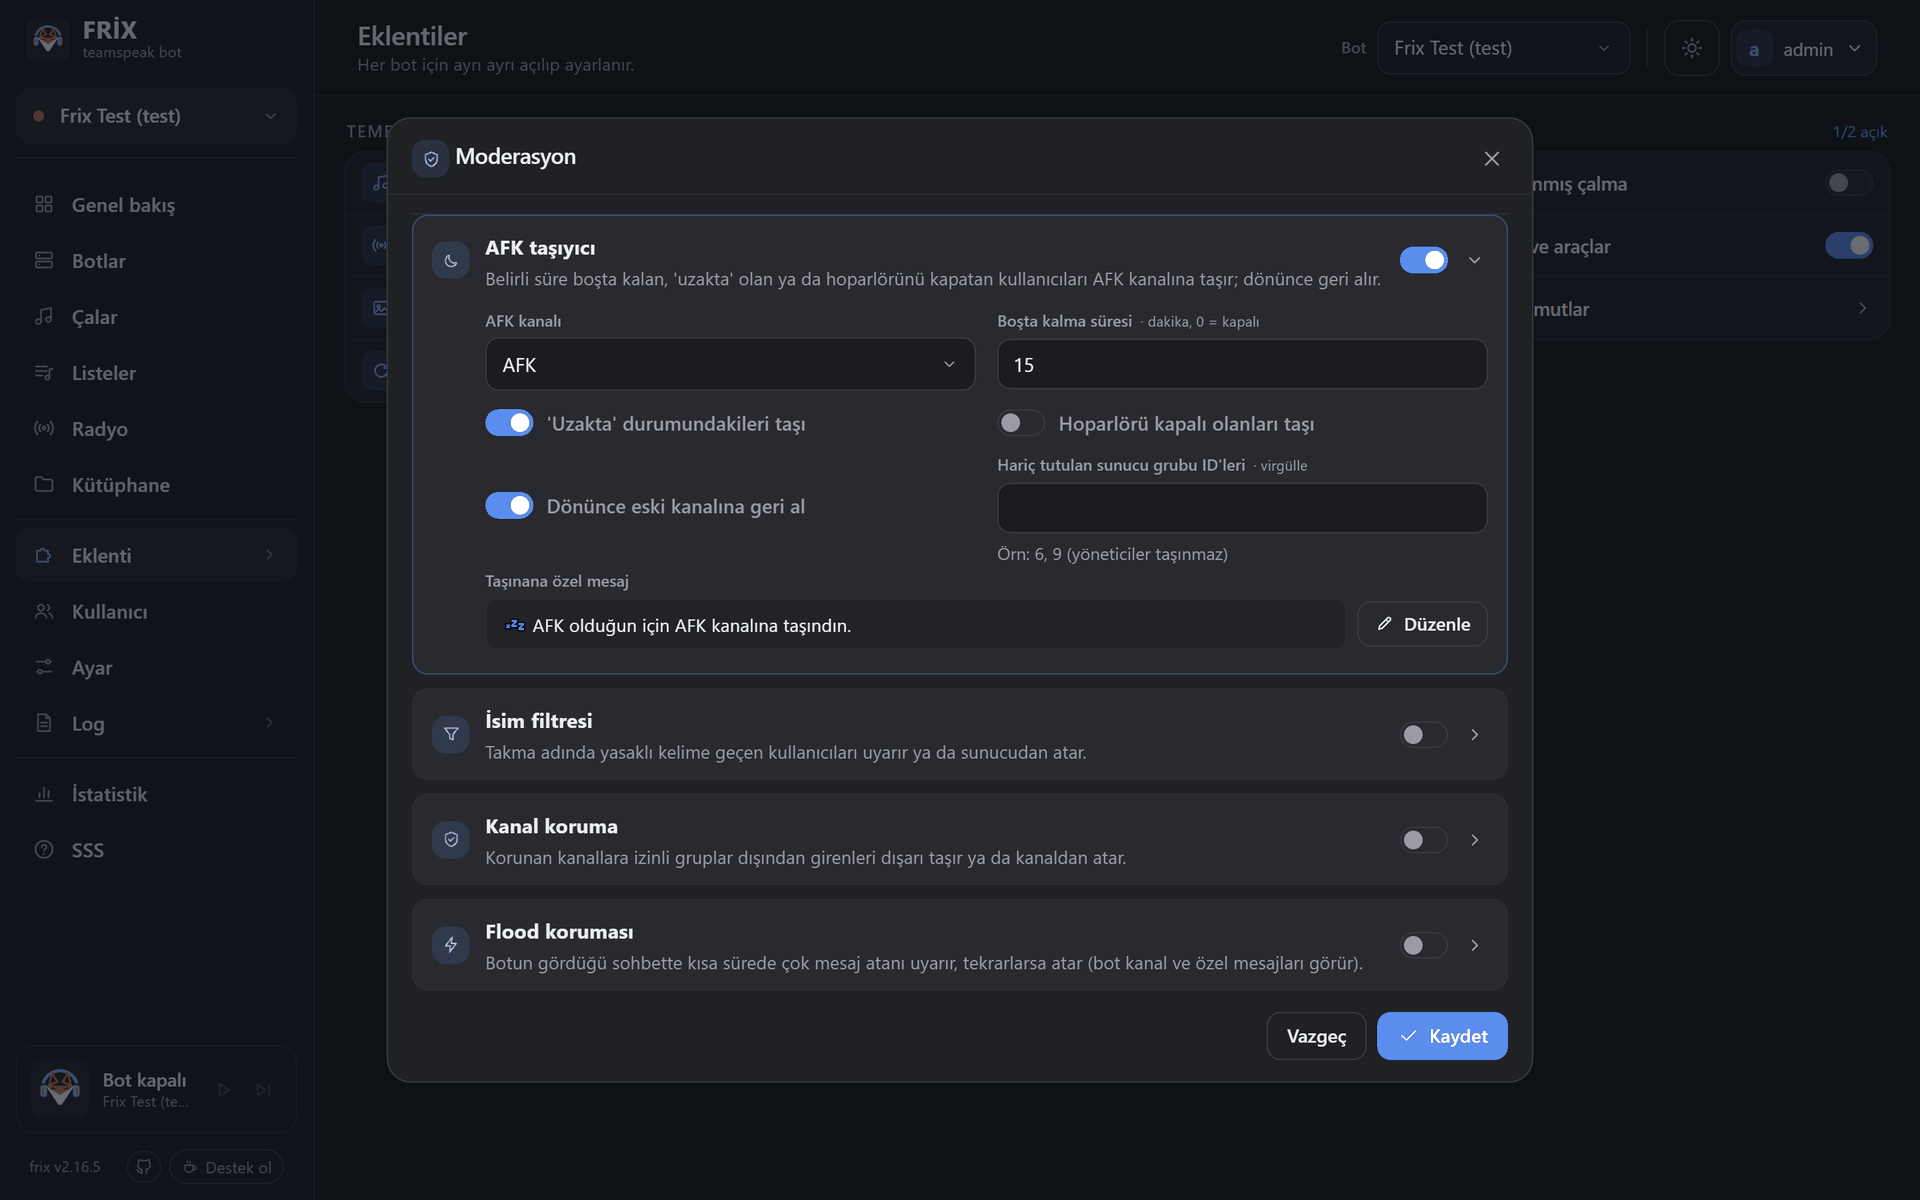 FRİX
teamspeak bot
Frix Test (test)
Genel bakış
Botlar
Çalar
Listeler
Radyo
Kütüphane
Eklenti
Kullanıcı
Ayar
Log
İstatistik
SSS
Bot kapalı
Frix Test (te...
frix v2.16.5
Destek ol
Eklentiler
Her bot için ayrı ayrı açılıp ayarlanır.
Bot
Frix Test (test)
a
admin
TEME
1/2 açık
nmış çalma
ve araçlar
mutlar
Moderasyon
AFK taşıyıcı
Belirli süre boşta kalan, 'uzakta' olan ya da hoparlörünü kapatan kullanıcıları AFK kanalına taşır; dönünce geri alır.
AFK kanalı
AFK
Boşta kalma süresi · dakika, 0 = kapalı
15
'Uzakta' durumundakileri taşı
Hoparlörü kapalı olanları taşı
Dönünce eski kanalına geri al
Hariç tutulan sunucu grubu ID'leri · virgülle
Örn: 6, 9 (yöneticiler taşınmaz)
Taşınana özel mesaj
💤 AFK olduğun için AFK kanalına taşındın.
Düzenle
İsim filtresi
Takma adında yasaklı kelime geçen kullanıcıları uyarır ya da sunucudan atar.
Kanal koruma
Korunan kanallara izinli gruplar dışından girenleri dışarı taşır ya da kanaldan atar.
Flood koruması
Botun gördüğü sohbette kısa sürede çok mesaj atanı uyarır, tekrarlarsa atar (bot kanal ve özel mesajları görür).
Vazgeç
Kaydet